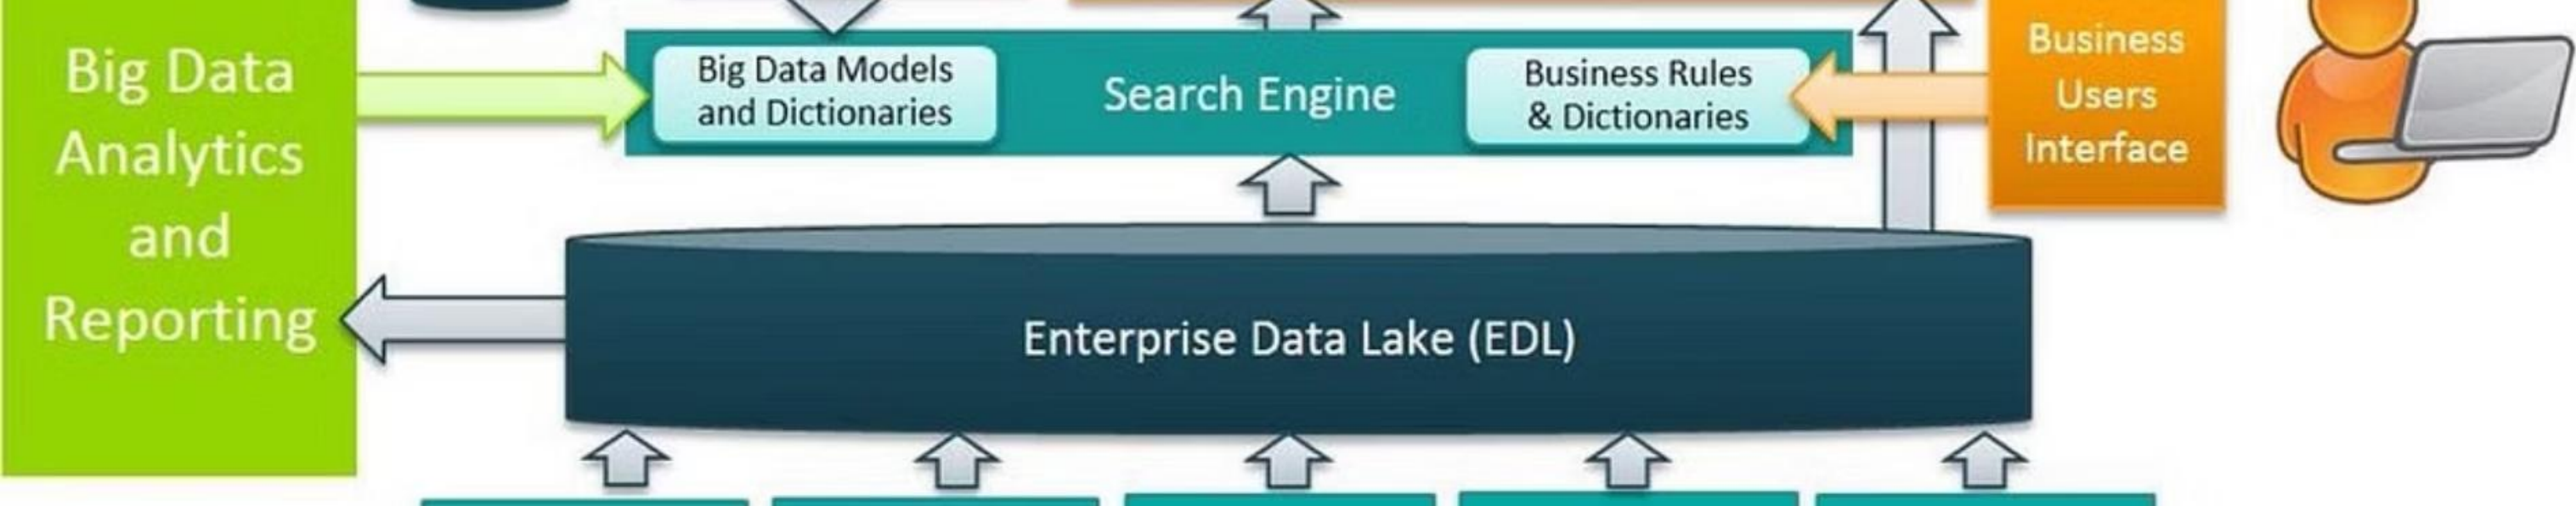 Big Data
Analytics
and
Reporting
Big Data Models
and Dictionaries
Search Engine
Business Rules
& Dictionaries
Business
Users
Interface
Enterprise Data Lake (EDL)